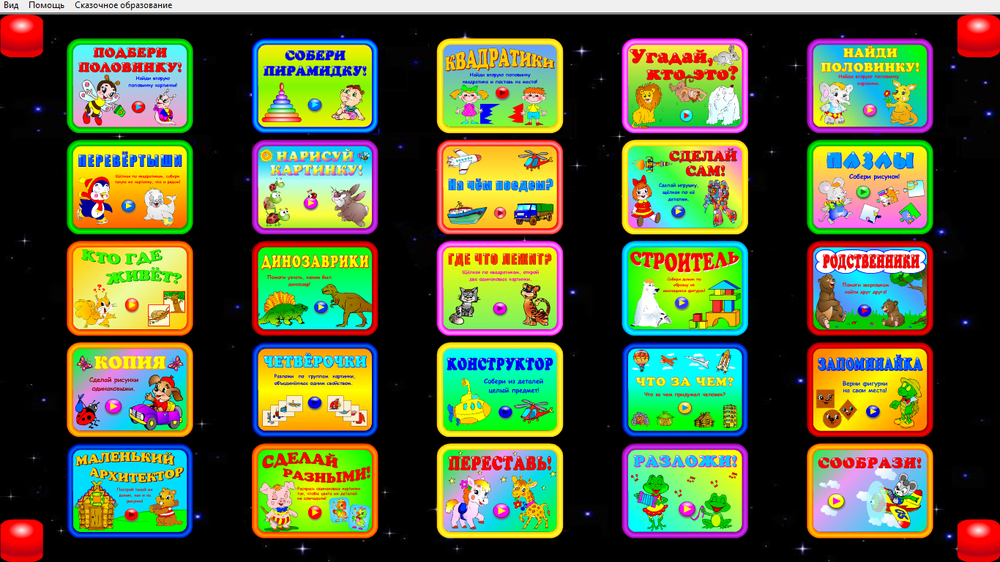 Вид Помощь Сказочное образование
ПОДБЕРИ
ПОЛОВИНКУ!
Найди вторую
половинку картинки!
СОБЕРИ
ПИРАМИДКУ!
КВАДРАТИКИ
Найди вторую половинку
квадратика и поставь на место!
Угадай,
кто это?
НАЙДИ
ПОЛОВИНКУ!
Найди вторую половинку
картинки.
ПЕРЕВЁРТЫШИ
Щёлкая по квадратикам, собери
такую же картинку, что и рядом!
НАРИСУЙ
КАРТИНКУ!
На чём поедем?
СДЕЛАЙ
САМ!
Сделай игрушку,
щёлкая по её
деталям.
ПАЗЛЫ
Собери рисунок!
КТО ГДЕ
ЖИВЁТ?
ДИНОЗАВРИКИ
Помоги узнать, каким был
динозавр!
ГДЕ ЧТО ЛЕЖИТ?
Щёлкая по квадратикам, открой
две одинаковые картинки.
СТРОИТЕЛЬ
Собери домик по
образцу из
имеющихся фигурок!
РОДСТВЕННИКИ
Помоги зверюшкам
найти друг друга!
КОПИЯ
Сделай рисунки
одинаковыми.
ЧЕТВЁРОЧКИ
Разложи по группам картинки,
объединённые одним свойством.
КОНСТРУКТОР
Собери из деталей
целый предмет!
ЧТО ЗА ЧЕМ?
Что за чем придумал человек?
ЗАПОМИНАЙКА
Верни фигурки
на свои места!
МАЛЕНЬКИЙ
АРХИТЕКТОР
Построй такой же
домик, как и на
рисунке!
СДЕЛАЙ
РАЗНЫМИ!
Раскрась одинаковые картинки
так, чтобы цвета их деталей
не совпадали!
ПЕРЕСТАВЬ!
РАЗЛОЖИ!
СООБРАЗИ!